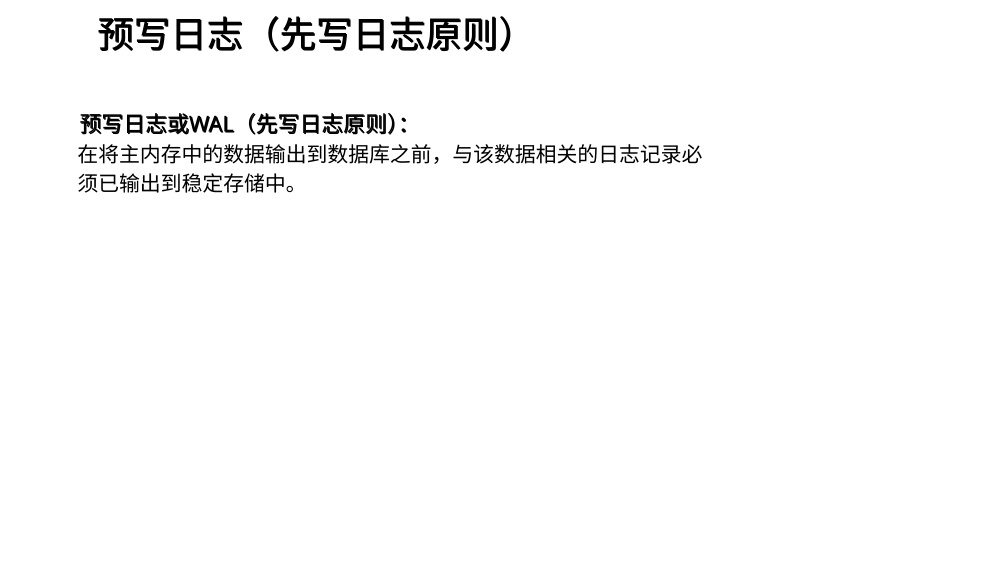 预写日志（先写日志原则）
预写日志或WAL（先写日志原则）：
在将主内存中的数据输出到数据库之前，与该数据相关的日志记录必
须已输出到稳定存储中。